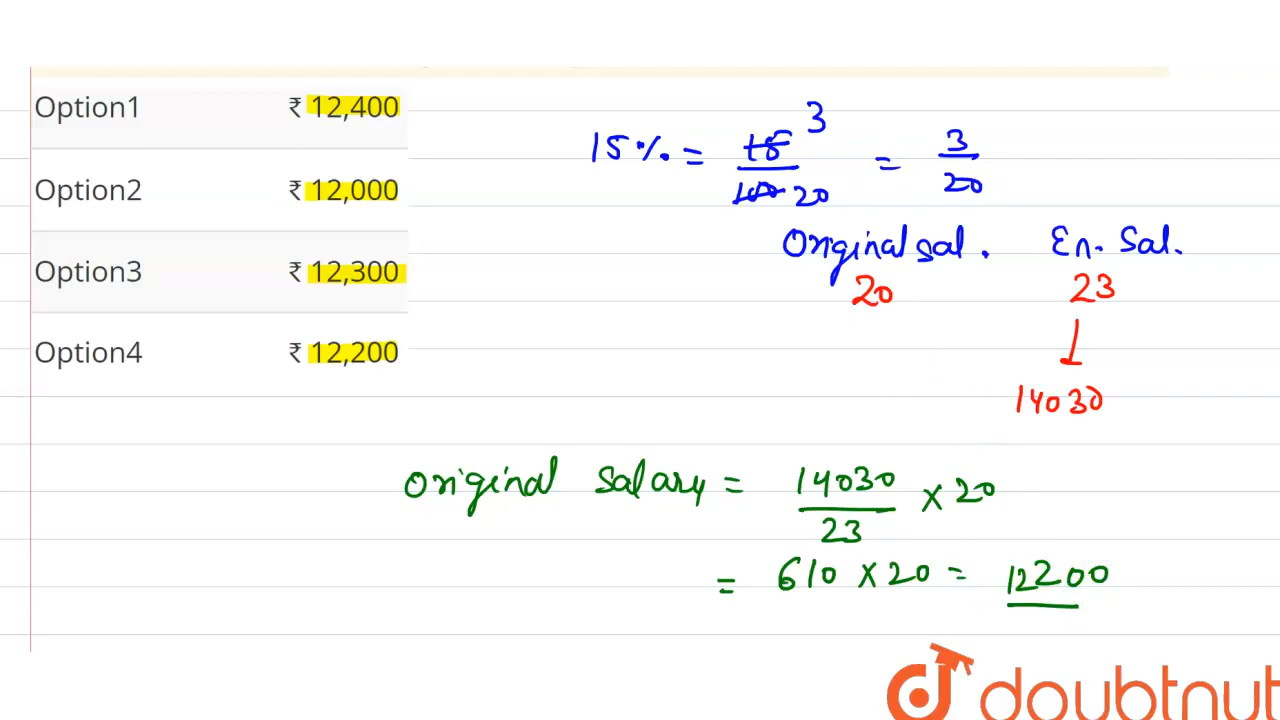 Option1 ₹ 12,400
Option2 ₹ 12,000
Option3 ₹ 12,300
Option4 ₹ 12,200
15% = 15/100 3 20 = 3/20
Original sal. En. Sal.
20 23
14030
Original salary = 14030/23 × 20
= 610 × 20 = 12200
doubtnut